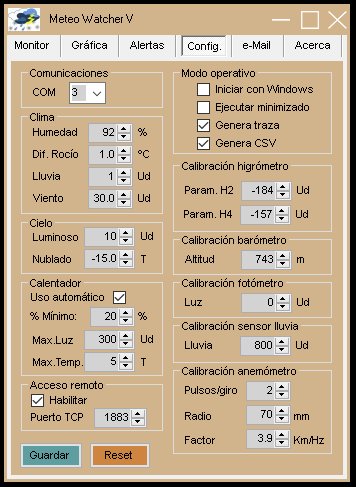 Meteo Watcher V
Monitor Gráfica Alertas Config. e-Mail Acerca
Comunicaciones
COM 3
Clima
Humedad 92 %
Dif. Rocío 1.0 ºC
Lluvia 1 Ud
Viento 30.0 Ud
Cielo
Luminoso 10 Ud
Nublado -15.0 T
Calentador
Uso automático
% Mínimo: 20 %
Max.Luz 300 Ud
Max.Temp. 5 T
Acceso remoto
Habilitar
Puerto TCP 1883
Guardar Reset
Modo operativo
Iniciar con Windows
Ejecutar minimizado
Genera traza
Genera CSV
Calibración higrómetro
Param. H2 -184 Ud
Param. H4 -157 Ud
Calibración barómetro
Altitud 743 m
Calibración fotómetro
Luz 0 Ud
Calibración sensor lluvia
Lluvia 800 Ud
Calibración anemómetro
Pulsos/giro 2
Radio 70 mm
Factor 3.9 Km/Hz